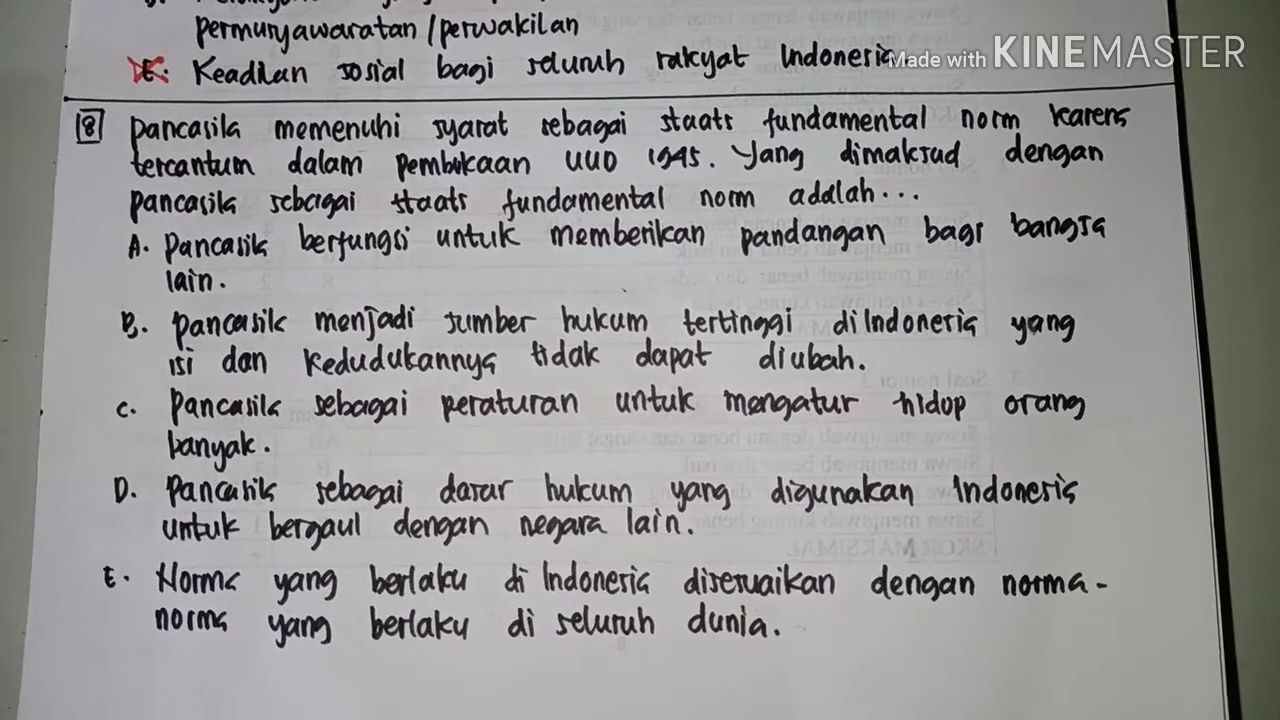 permusyawaratan / perwakilan
E. Keadilan sosial bagi seluruh rakyat Indonesia
Made with KINEMASTER
8 Pancasila memenuhi syarat sebagai staats fundamental norm karena
tercantum dalam pembukaan UUD 1945. Yang dimaksud dengan
pancasila sebagai staats fundamental norm adalah...
A. Pancasila berfungsi untuk memberikan pandangan bagi bangsa
lain.
B. Pancasila menjadi sumber hukum tertinggi di Indonesia yang
isi dan kedudukannya tidak dapat diubah.
C. Pancasila sebagai peraturan untuk mengatur hidup orang
banyak.
D. Pancasila sebagai dasar hukum yang digunakan Indonesia
untuk bergaul dengan negara lain.
E. Norma yang berlaku di Indonesia disesuaikan dengan norma-
norma yang berlaku di seluruh dunia.